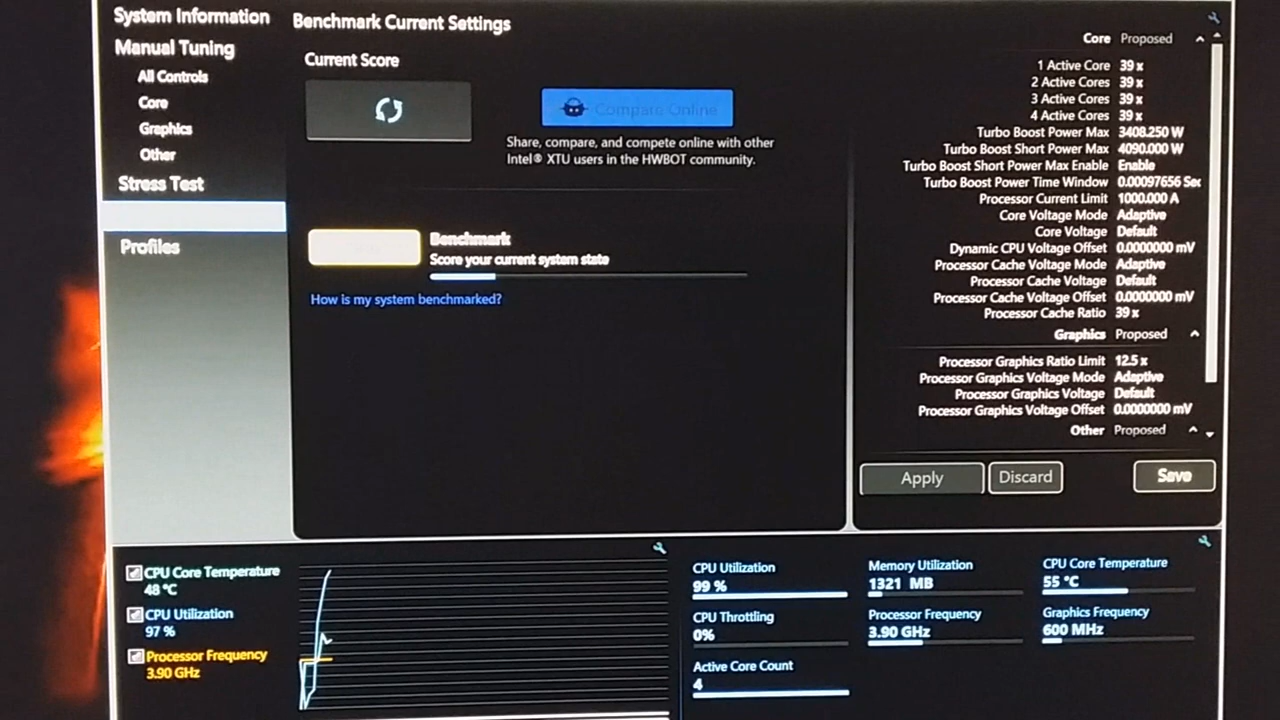 System Information
Manual Tuning
All Controls
Core
Graphics
Other
Stress Test
Profiles
Benchmark Current Settings
Current Score
Compare Online
Share, compare, and compete online with other
Intel® XTU users in the HWBOT community.
Benchmark
Score your current system state
How is my system benchmarked?
Core Proposed
1 Active Core 39 x
2 Active Cores 39 x
3 Active Cores 39 x
4 Active Cores 39 x
Turbo Boost Power Max 3408.250 W
Turbo Boost Short Power Max 4090.000 W
Turbo Boost Short Power Max Enable Enable
Turbo Boost Power Time Window 0.00097656 Sec
Processor Current Limit 1000.000 A
Core Voltage Mode Adaptive
Core Voltage Default
Dynamic CPU Voltage Offset 0.0000000 mV
Processor Cache Voltage Mode Adaptive
Processor Cache Voltage Default
Processor Cache Voltage Offset 0.0000000 mV
Processor Cache Ratio 39 x
Graphics Proposed
Processor Graphics Ratio Limit 12.5 x
Processor Graphics Voltage Mode Adaptive
Processor Graphics Voltage Default
Processor Graphics Voltage Offset 0.0000000 mV
Other Proposed
Apply
Discard
Save
CPU Core Temperature
48 °C
CPU Utilization
97 %
Processor Frequency
3.90 GHz
CPU Utilization
99 %
Memory Utilization
1321 MB
CPU Core Temperature
55 °C
CPU Throttling
0%
Processor Frequency
3.90 GHz
Graphics Frequency
600 MHz
Active Core Count
4